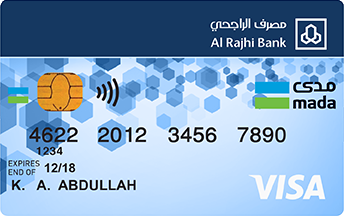 مصرف الراجحي
Al Rajhi Bank
مدى
mada
4622 2012 3456 7890
1234
EXPIRES
END OF 12/18
K. A. ABDULLAH
VISA